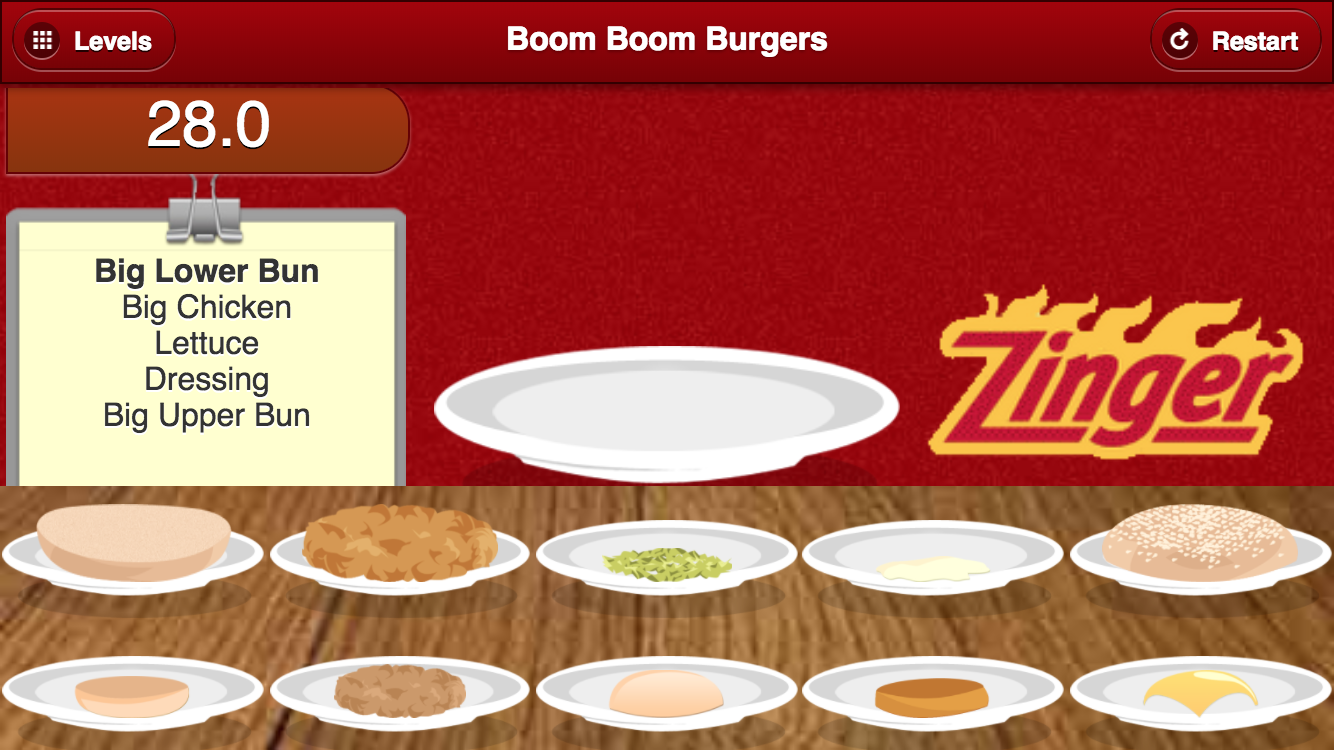 Levels
Boom Boom Burgers
Restart
28.0
Big Lower Bun
Big Chicken
Lettuce
Dressing
Big Upper Bun
Zinger